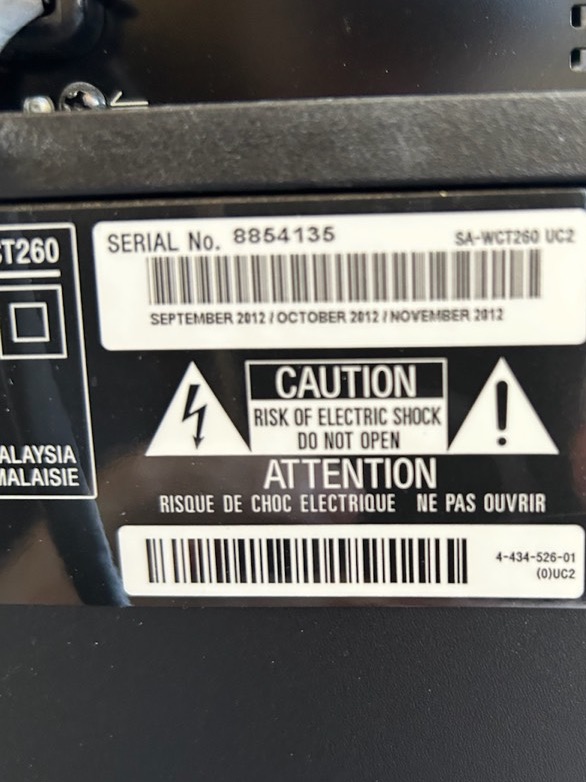 SERIAL No. 8854135 SA-WCT260 UC2
SEPTEMBER 2012 / OCTOBER 2012 / NOVEMBER 2012
CT260
CAUTION
RISK OF ELECTRIC SHOCK
DO NOT OPEN
ALAYSIA
MALAISIE
ATTENTION
RISQUE DE CHOC ELECTRIQUE NE PAS OUVRIR
4-434-526-01
(0)UC2